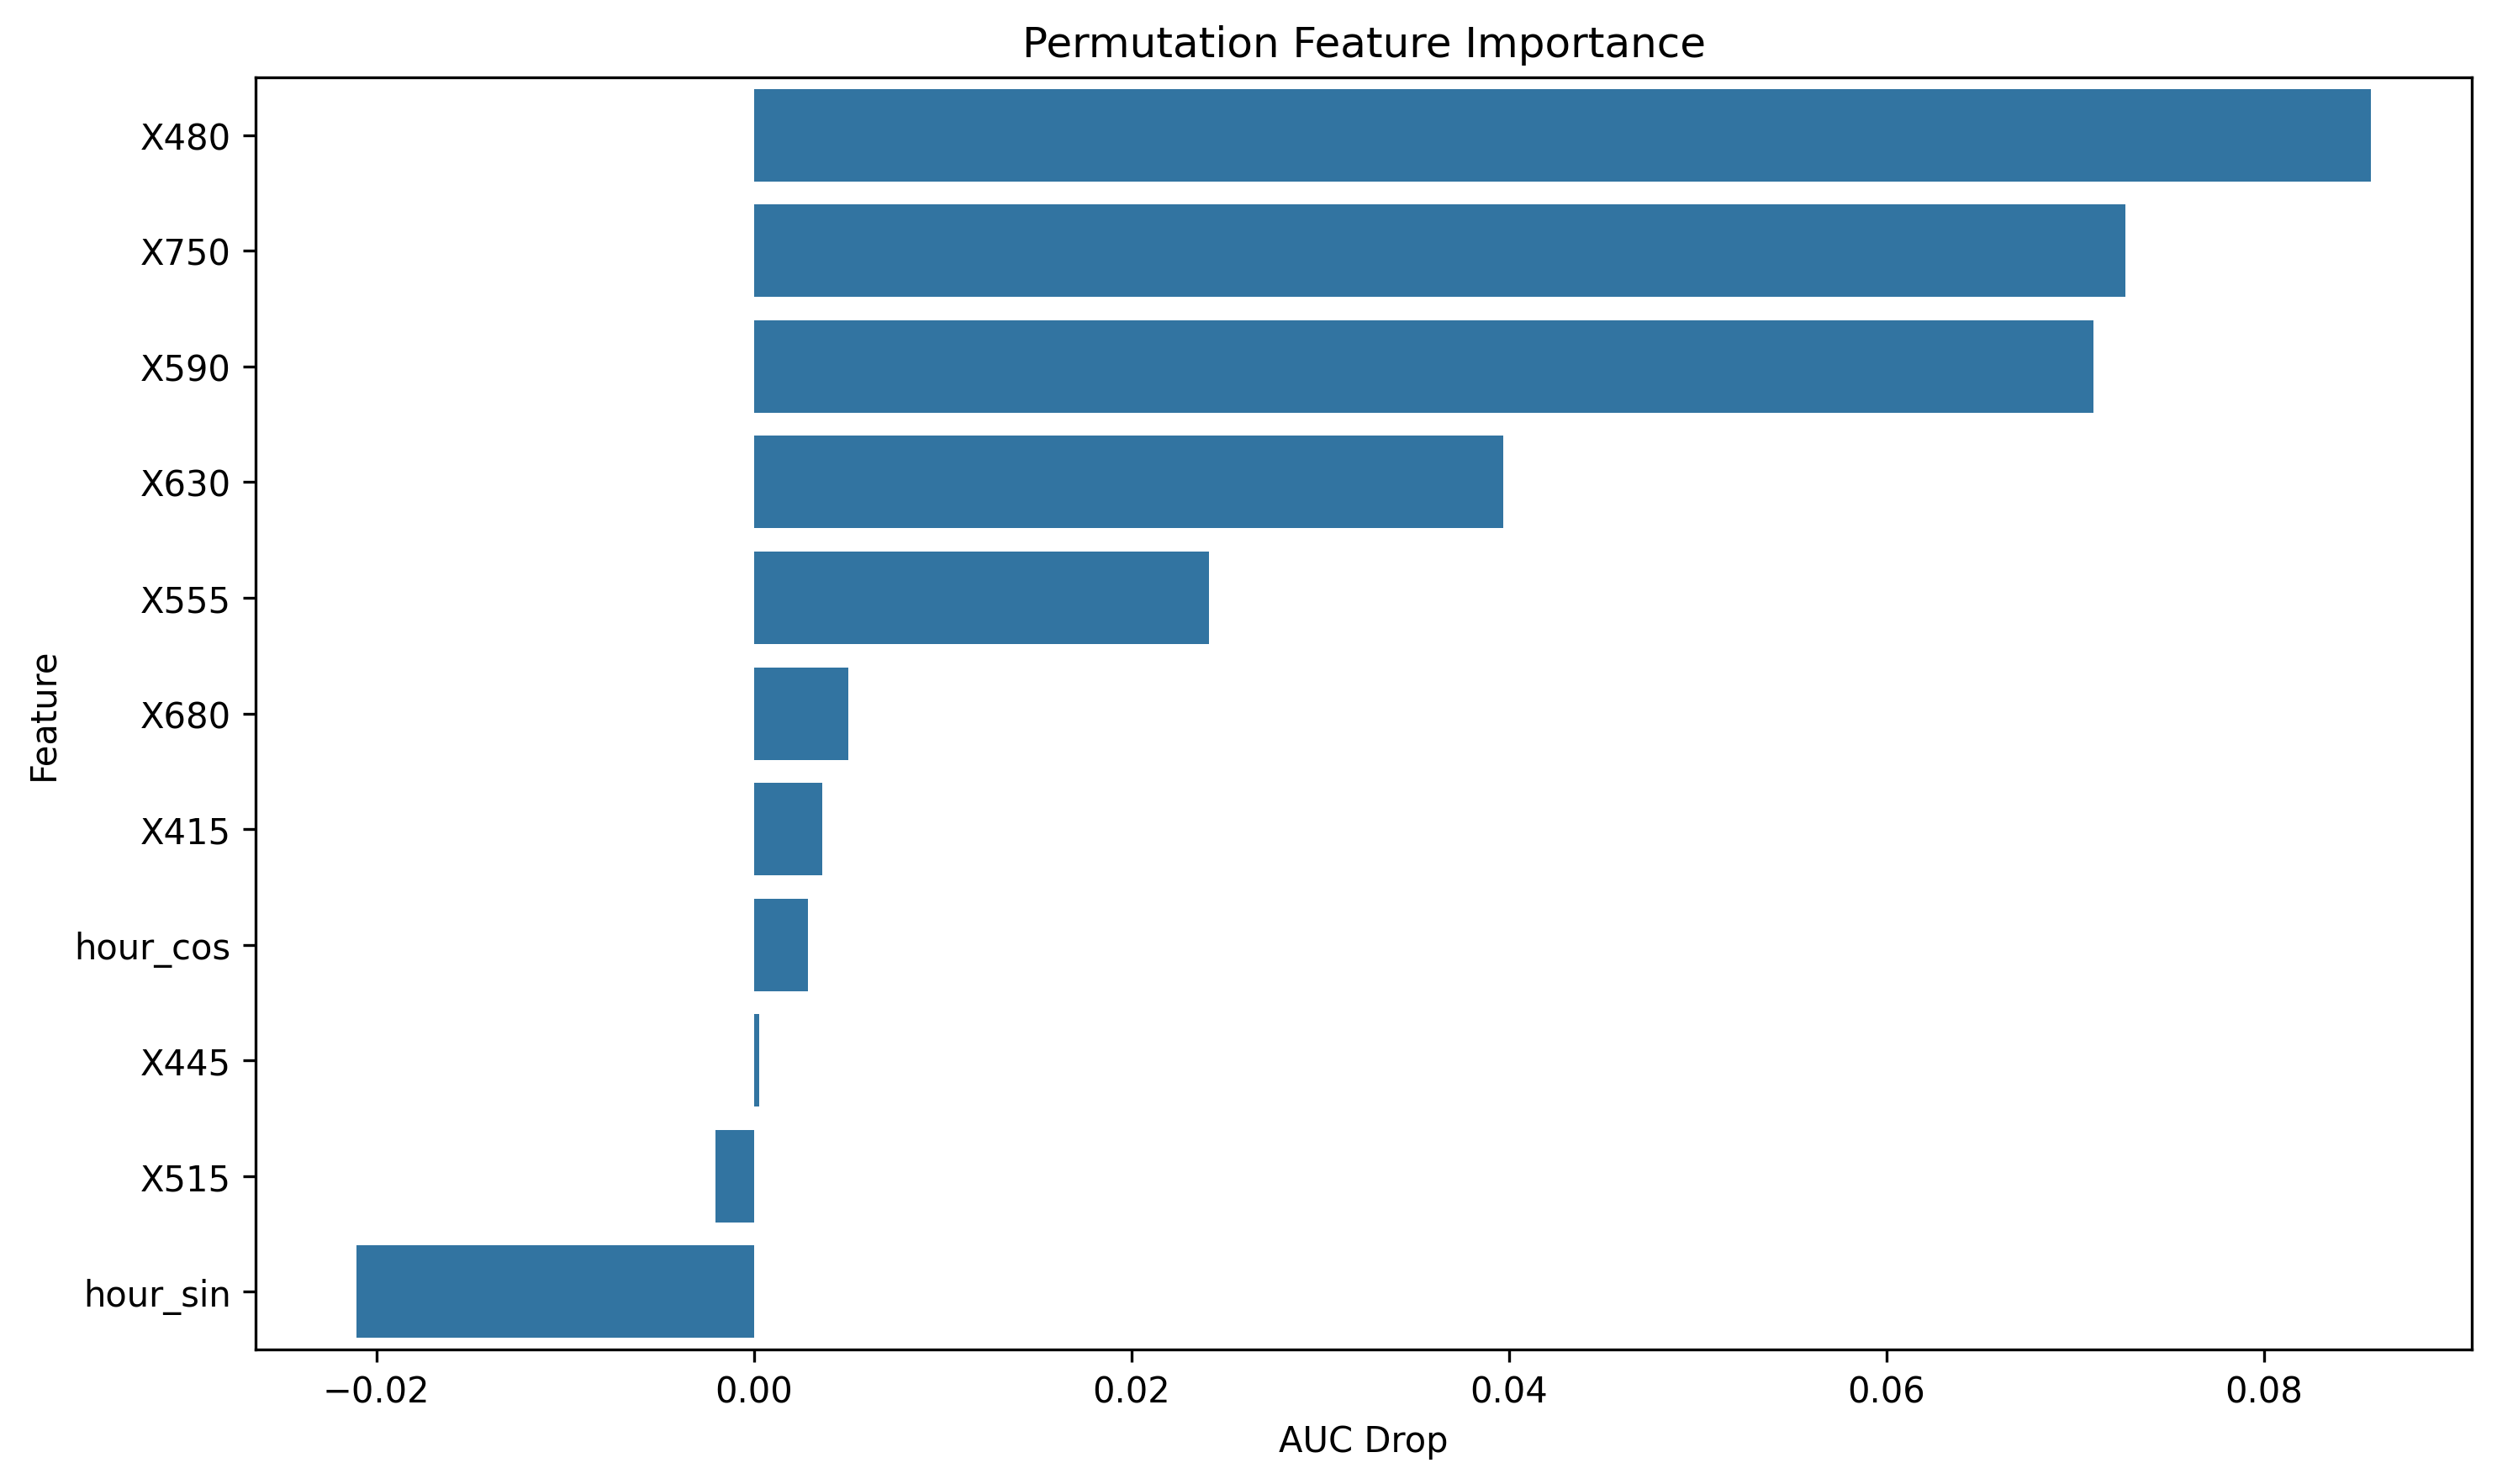 Permutation Feature Importance
X480
X750
X590
X630
X555
X680
X415
hour_cos
X445
X515
hour_sin
Feature
−0.02 0.00 0.02 0.04 0.06 0.08
AUC Drop